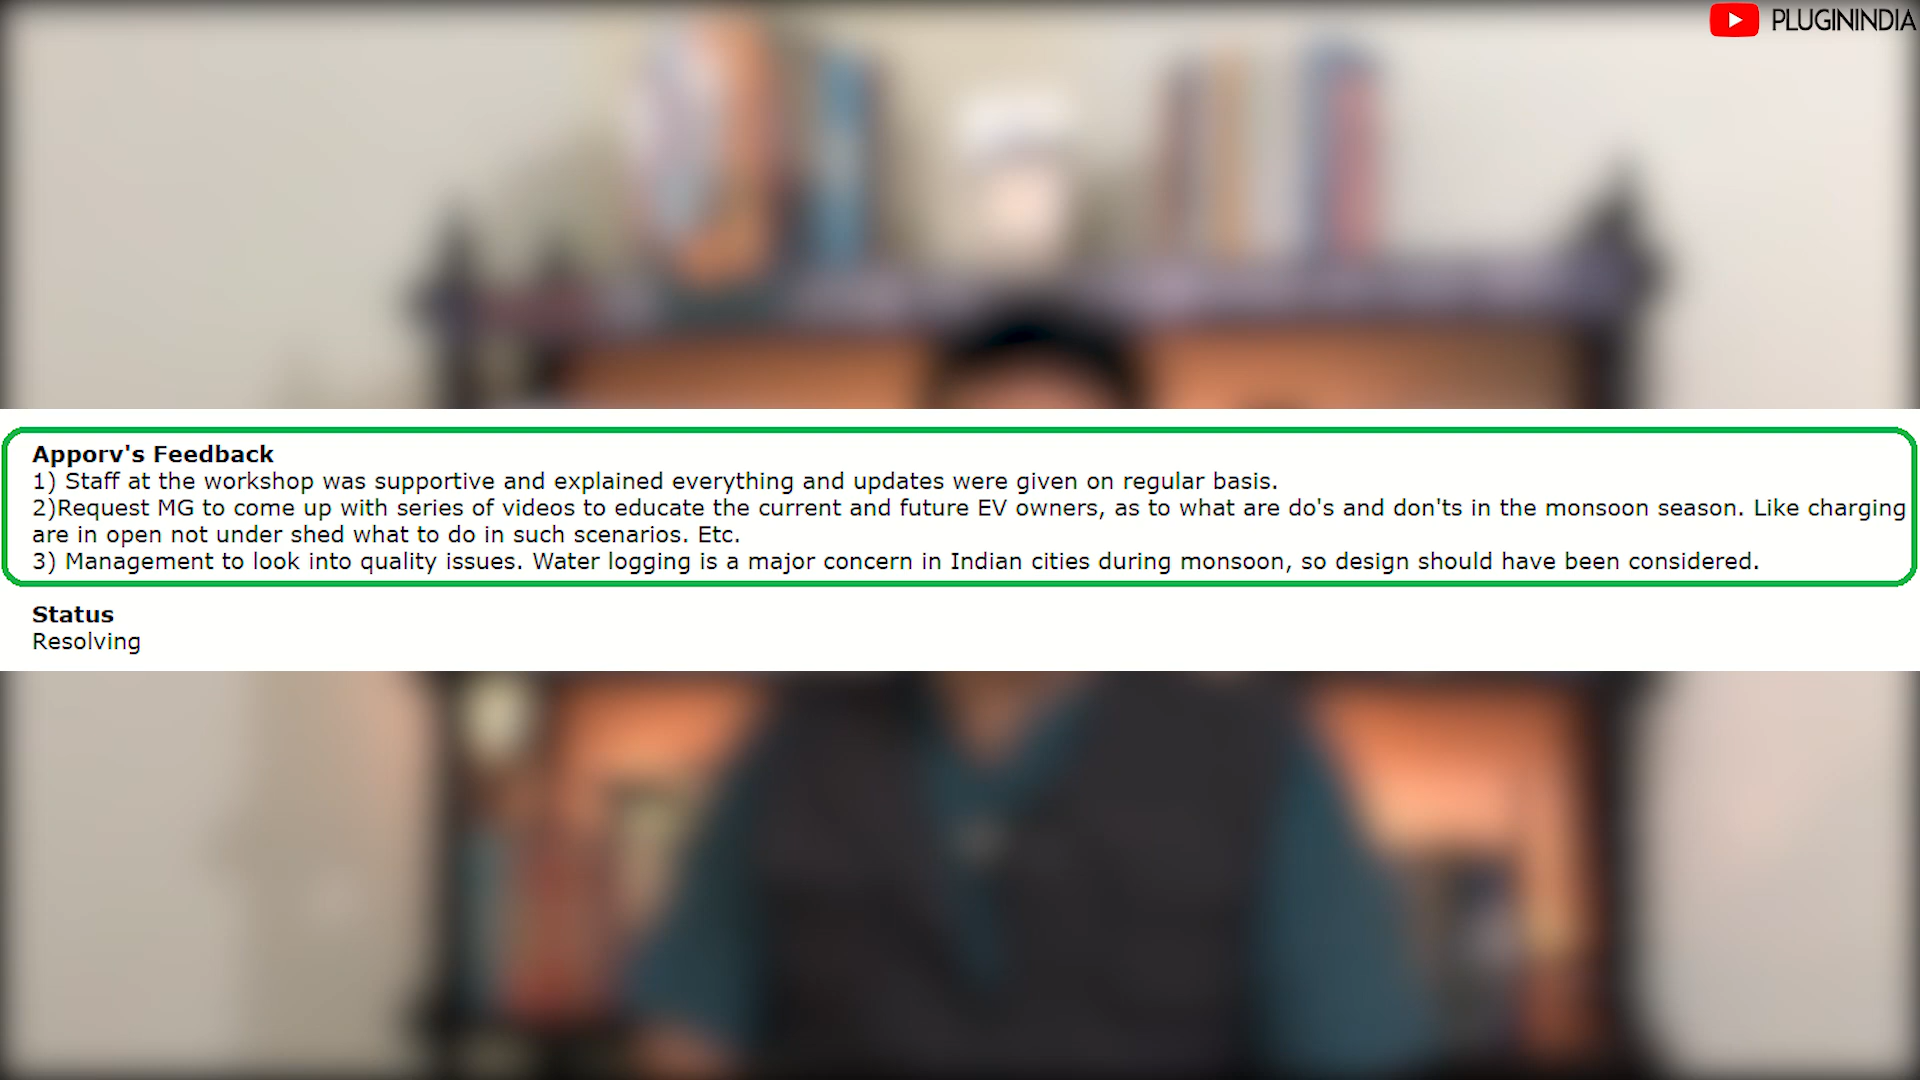 PLUGININDIA
Apporv's Feedback
1) Staff at the workshop was supportive and explained everything and updates were given on regular basis.
2)Request MG to come up with series of videos to educate the current and future EV owners, as to what are do's and don'ts in the monsoon season. Like charging
are in open not under shed what to do in such scenarios. Etc.
3) Management to look into quality issues. Water logging is a major concern in Indian cities during monsoon, so design should have been considered.
Status
Resolving